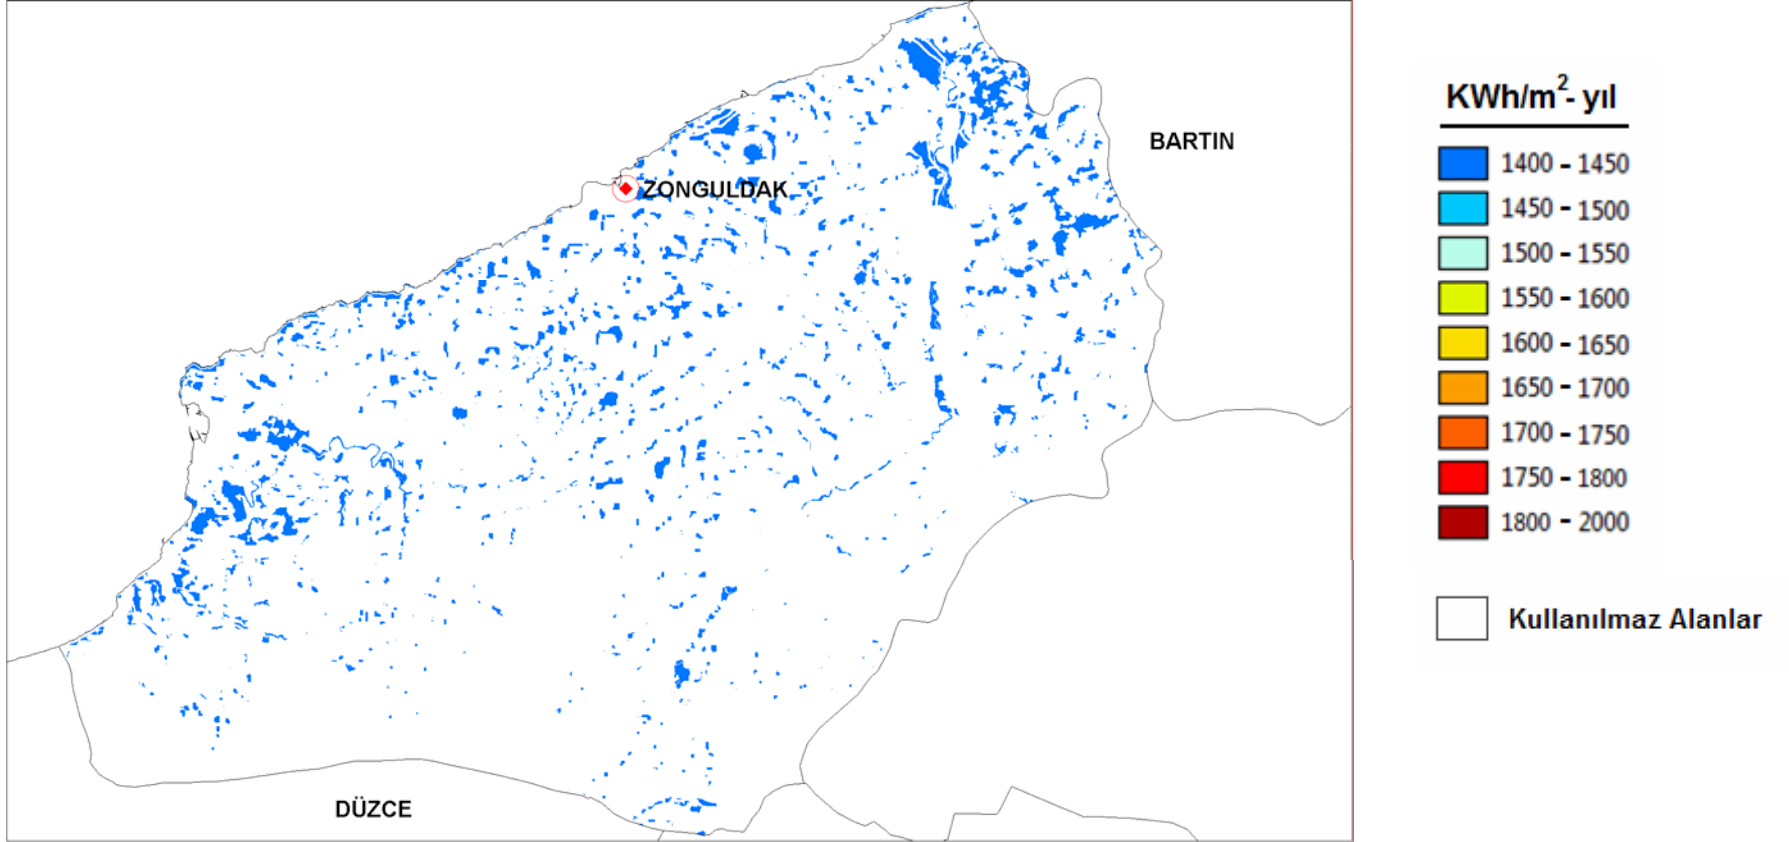 BARTIN
ZONGULDAK
DÜZCE
KWh/m²- yıl
1400 - 1450
1450 - 1500
1500 - 1550
1550 - 1600
1600 - 1650
1650 - 1700
1700 - 1750
1750 - 1800
1800 - 2000
Kullanılmaz Alanlar